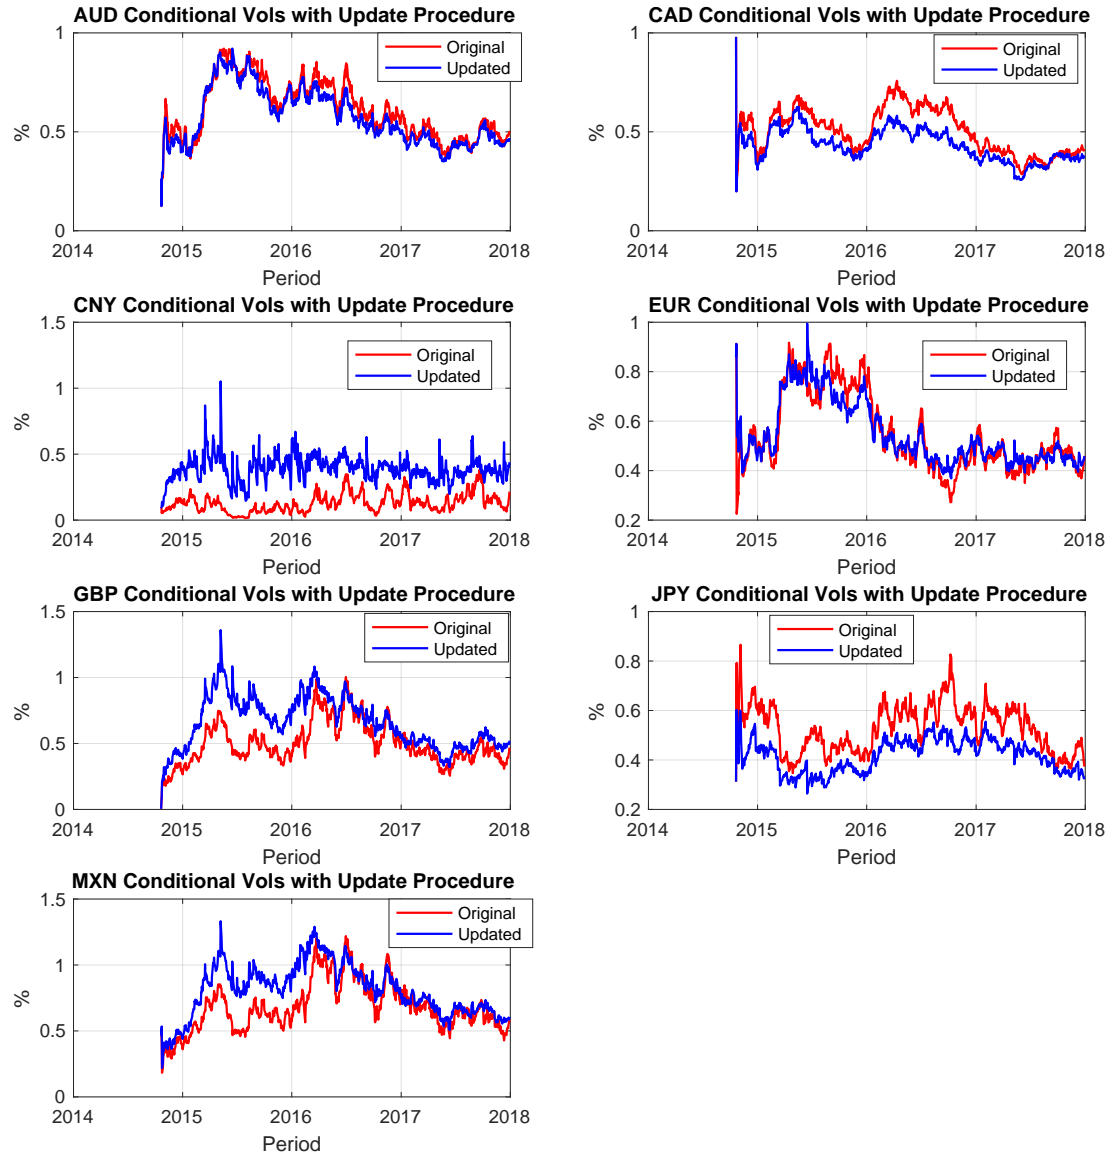 AUD Conditional Vols with Update Procedure
1
0.5
0
%
Original
Updated
2014 2015 2016 2017 2018
Period
CAD Conditional Vols with Update Procedure
1
0.5
0
%
Original
Updated
2014 2015 2016 2017 2018
Period
CNY Conditional Vols with Update Procedure
1.5
1
0.5
0
%
Original
Updated
2014 2015 2016 2017 2018
Period
EUR Conditional Vols with Update Procedure
1
0.8
0.6
0.4
0.2
%
Original
Updated
2014 2015 2016 2017 2018
Period
GBP Conditional Vols with Update Procedure
1.5
1
0.5
0
%
Original
Updated
2014 2015 2016 2017 2018
Period
JPY Conditional Vols with Update Procedure
1
0.8
0.6
0.4
0.2
%
Original
Updated
2014 2015 2016 2017 2018
Period
MXN Conditional Vols with Update Procedure
1.5
1
0.5
0
%
Original
Updated
2014 2015 2016 2017 2018
Period